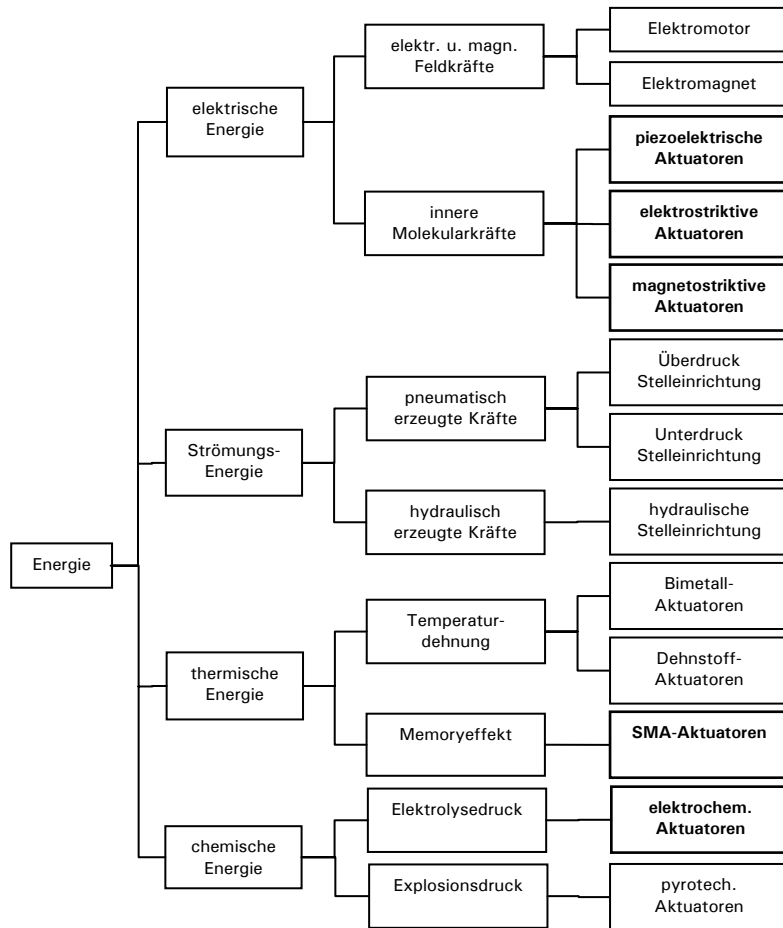 Energie
elektrische
Energie
elektr. u. magn.
Feldkräfte
Elektromotor
Elektromagnet
innere
Molekularkräfte
piezoelektrische
Aktuatoren
elektrostriktive
Aktuatoren
magnetostriktive
Aktuatoren
Strömungs-
Energie
pneumatisch
erzeugte Kräfte
Überdruck
Stelleinrichtung
Unterdruck
Stelleinrichtung
hydraulisch
erzeugte Kräfte
hydraulische
Stelleinrichtung
thermische
Energie
Temperatur-
dehnung
Bimetall-
Aktuatoren
Dehnstoff-
Aktuatoren
Memoryeffekt
SMA-Aktuatoren
chemische
Energie
Elektrolysedruck
elektrochem.
Aktuatoren
Explosionsdruck
pyrotech.
Aktuatoren